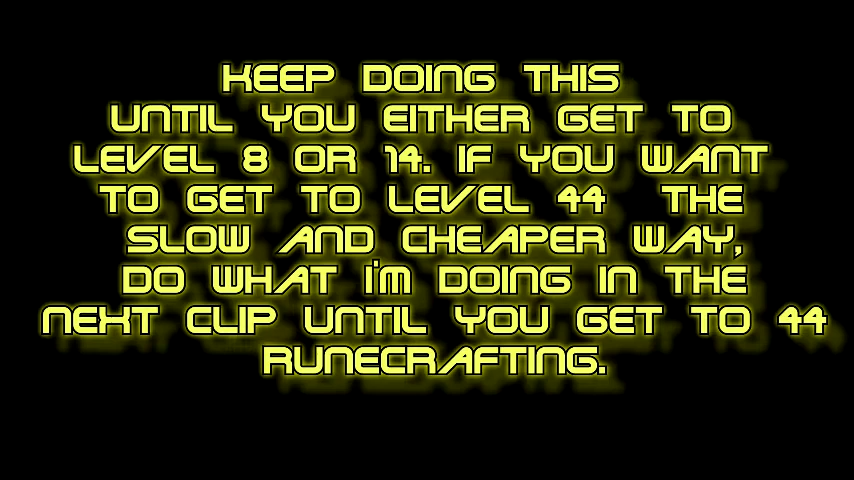 KEEP DOING THIS
UNTIL YOU EITHER GET TO
LEVEL 8 OR 14. IF YOU WANT
TO GET TO LEVEL 44 THE
SLOW AND CHEAPER WAY,
DO WHAT I'M DOING IN THE
NEXT CLIP UNTIL YOU GET TO 44
RUNECRAFTING.